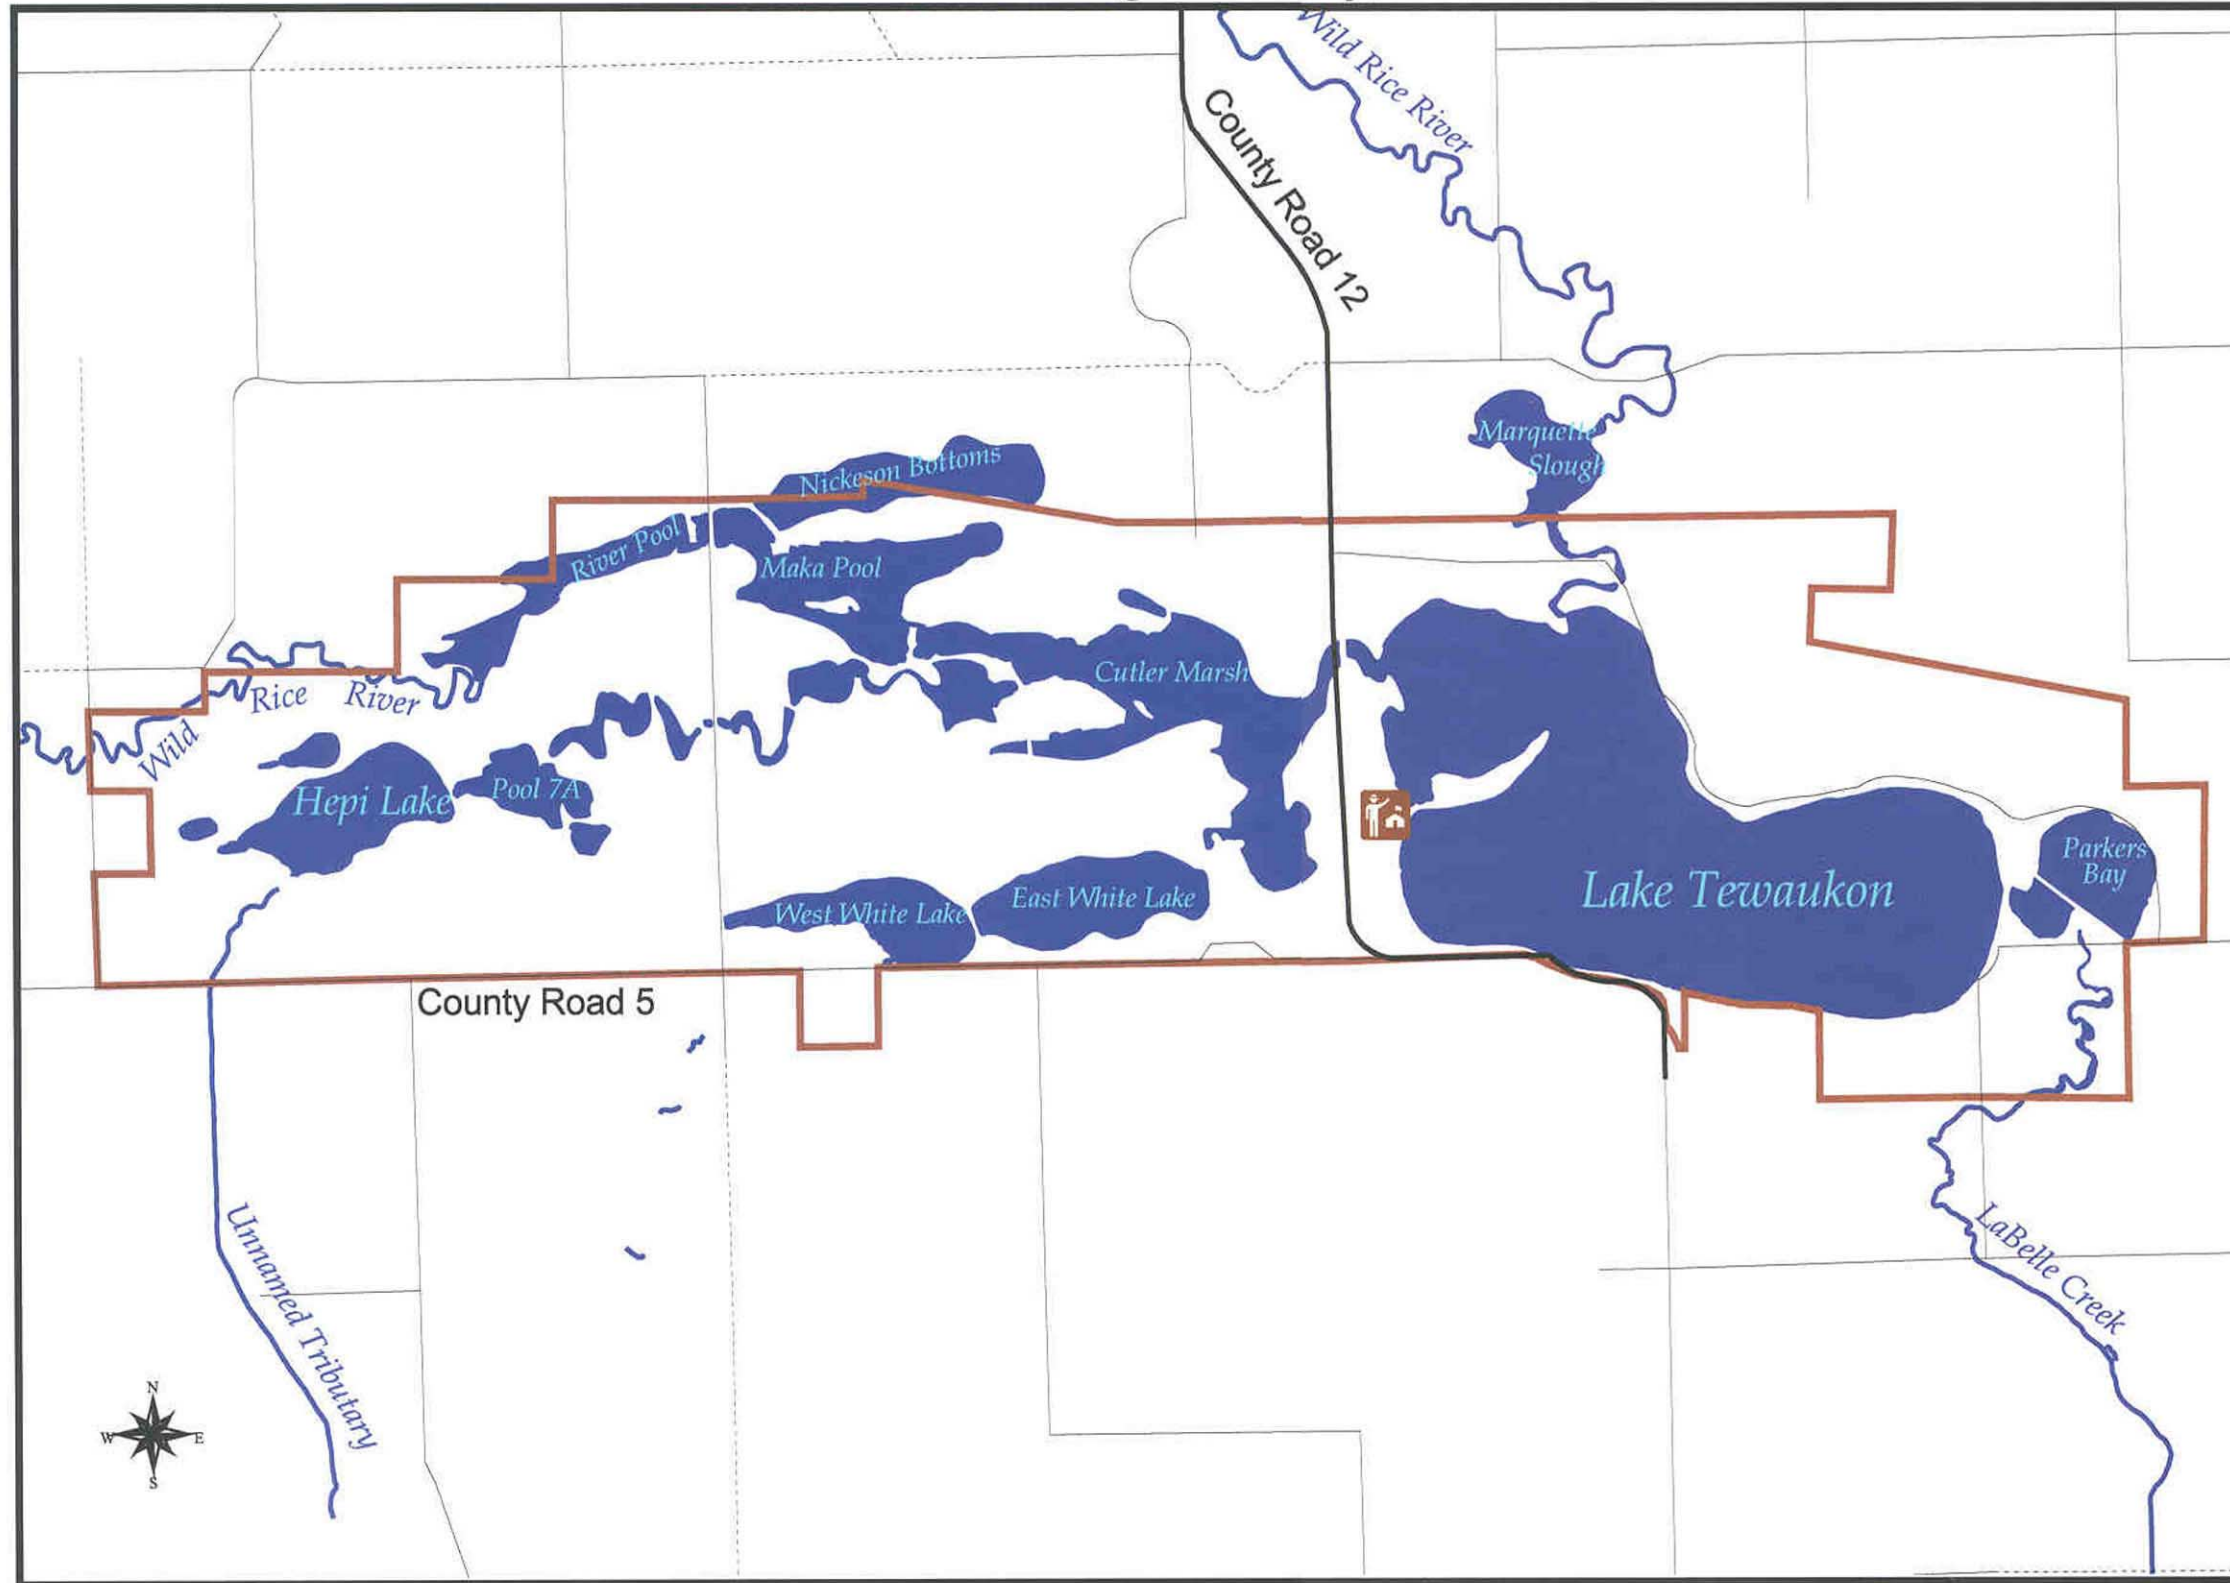 Wild Rice River
County Road 12
Marquette
Slough
Nickeson Bottoms
River Pool
Maka Pool
Cutler Marsh
Wild Rice River
Hepi Lake
Pool 7A
West White Lake
East White Lake
Lake Tewaukon
Parkers
Bay
County Road 5
Unnamed Tributary
LaBelle Creek
N
W E
S